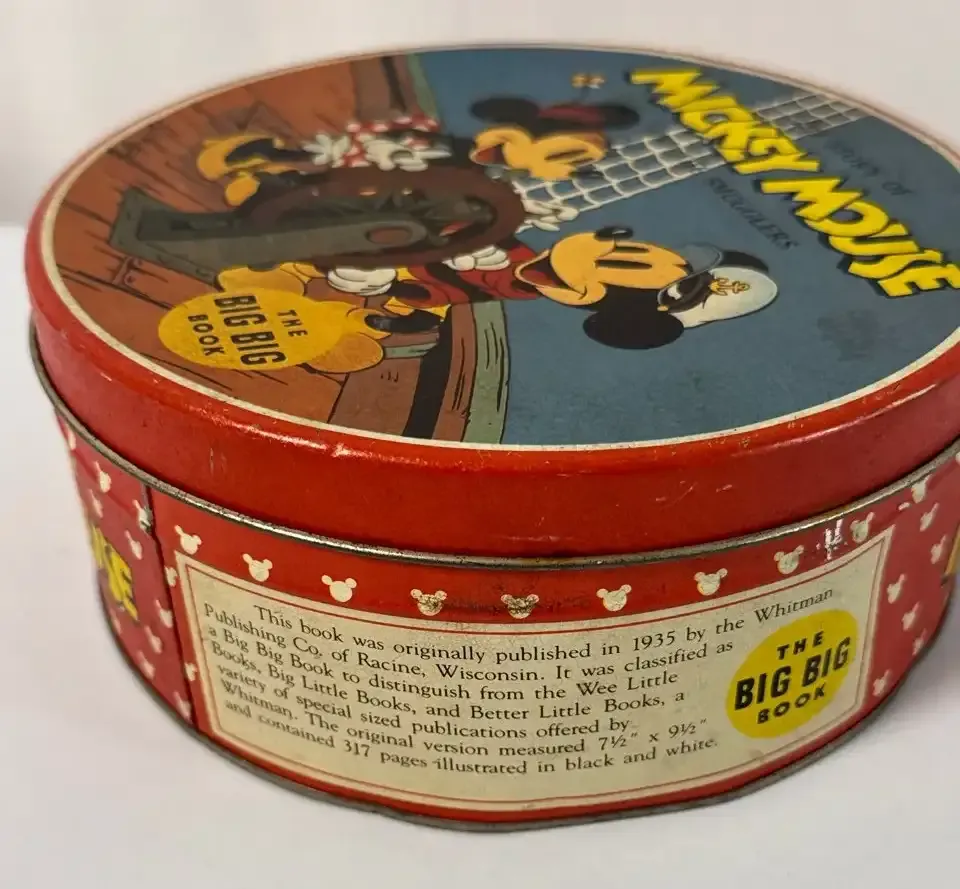 MICKEY MOUSE
STORY of
SMUGGLERS
THE
BIG BIG
BOOK
This book was originally published in 1935 by the Whitman
Publishing Co. of Racine, Wisconsin. It was classified as
a Big Big Book to distinguish from the Wee Little
Books, Big Little Books, and Better Little Books, a
variety of special sized publications offered by
Whitman. The original version measured 7½" x 9½"
and contained 317 pages illustrated in black and white.
THE
BIG BIG
BOOK